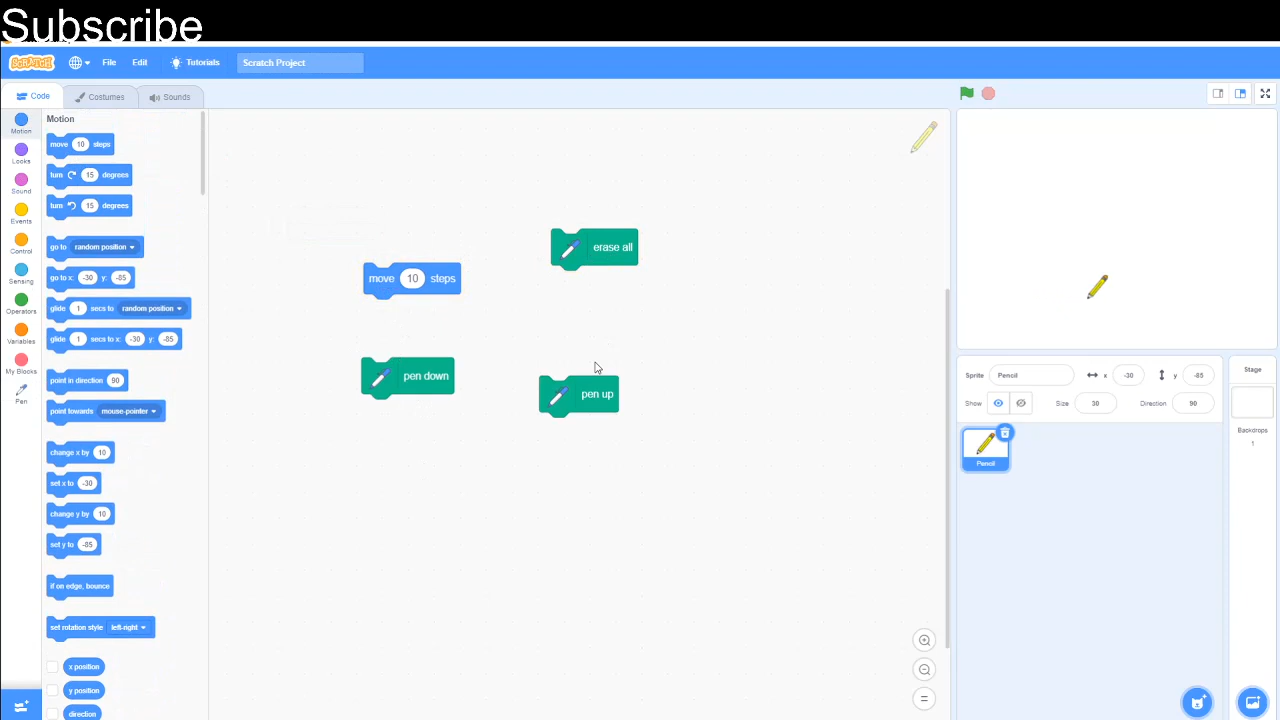 Subscribe
SCRATCH File Edit Tutorials Scratch Project
Code Costumes Sounds
Motion
Looks
Sound
Events
Control
Sensing
Operators
Variables
My Blocks
Pen
Motion
move 10 steps
turn 15 degrees
turn 15 degrees
go to random position
go to x: -30 y: -85
glide 1 secs to random position
glide 1 secs to x: -30 y: -85
point in direction 90
point towards mouse-pointer
change x by 10
set x to -30
change y by 10
set y to -85
if on edge, bounce
set rotation style left-right
x position
y position
direction
erase all
move 10 steps
pen down
pen up
Sprite Pencil x -30 y -85
Show Size 30 Direction 90
Pencil
Stage
Backdrops
1